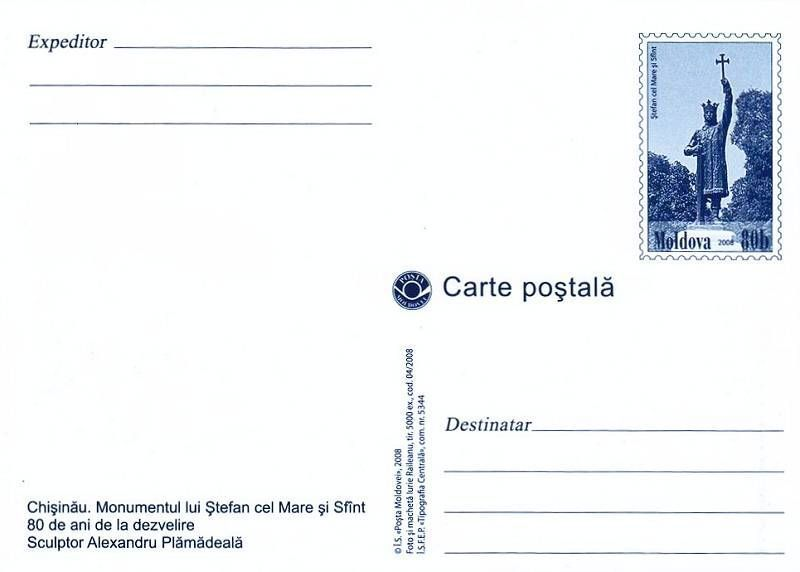 Expeditor
Ştefan cel Mare şi Sfînt
Moldova 2008 80b
POŞTA MOLDOVEI
Carte poştală
© Î.S. «Poşta Moldovei», 2008
Foto şi machetă Iurie Raileanu, tir. 5000 ex., cod. 04/2008
Î.S.F.E.P. «Tipografia Centrală», com. nr. 5344
Destinatar
Chişinău. Monumentul lui Ştefan cel Mare şi Sfînt
80 de ani de la dezvelire
Sculptor Alexandru Plămădeală